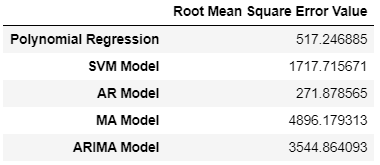 Root Mean Square Error Value
Polynomial Regression 517.246885
SVM Model 1717.715671
AR Model 271.878565
MA Model 4896.179313
ARIMA Model 3544.864093